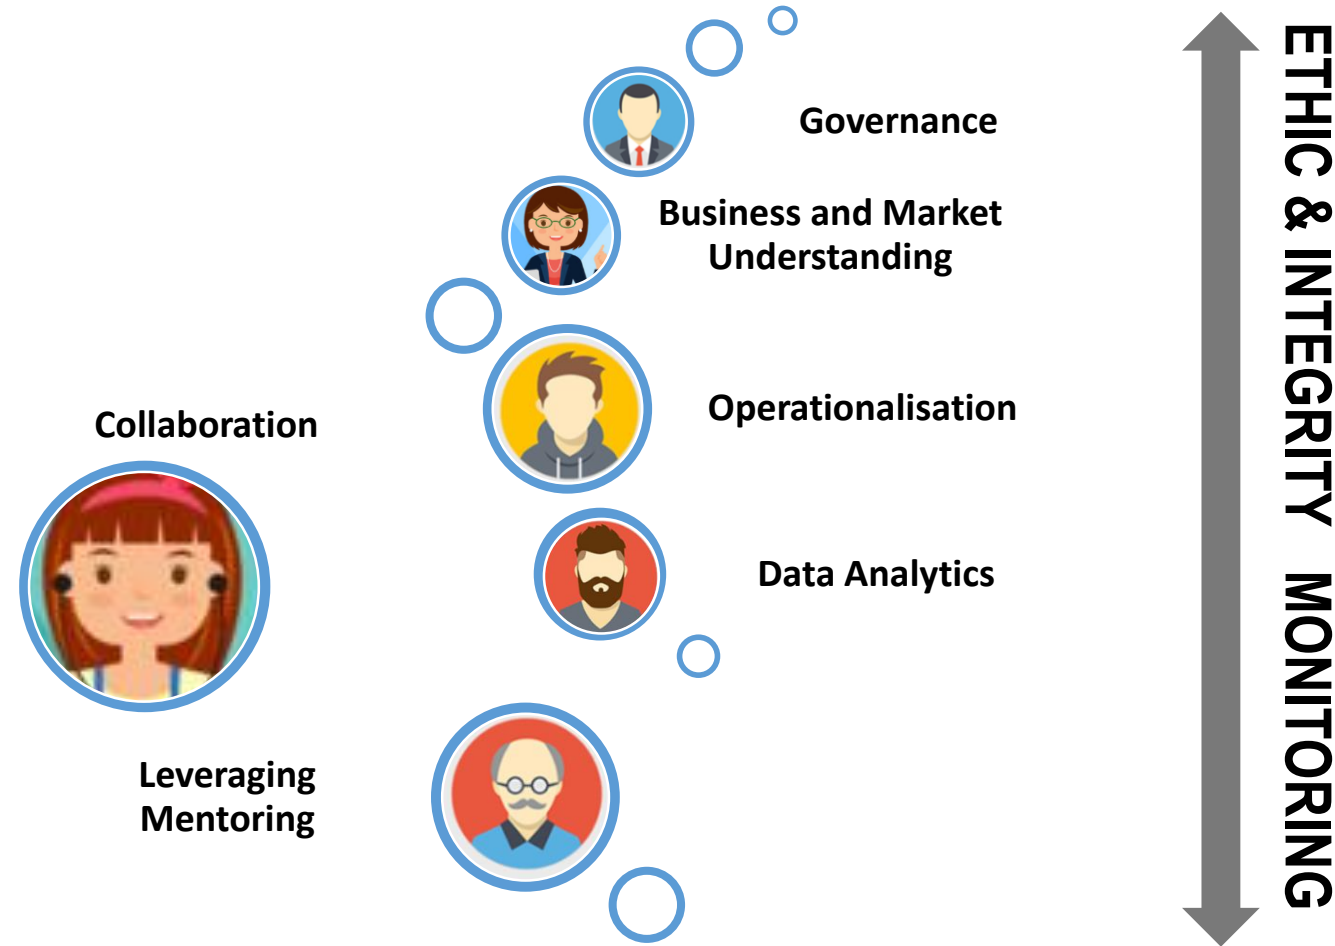 Governance
Business and Market
Understanding
Operationalisation
Collaboration
Data Analytics
Leveraging
Mentoring
ETHIC & INTEGRITY MONITORING